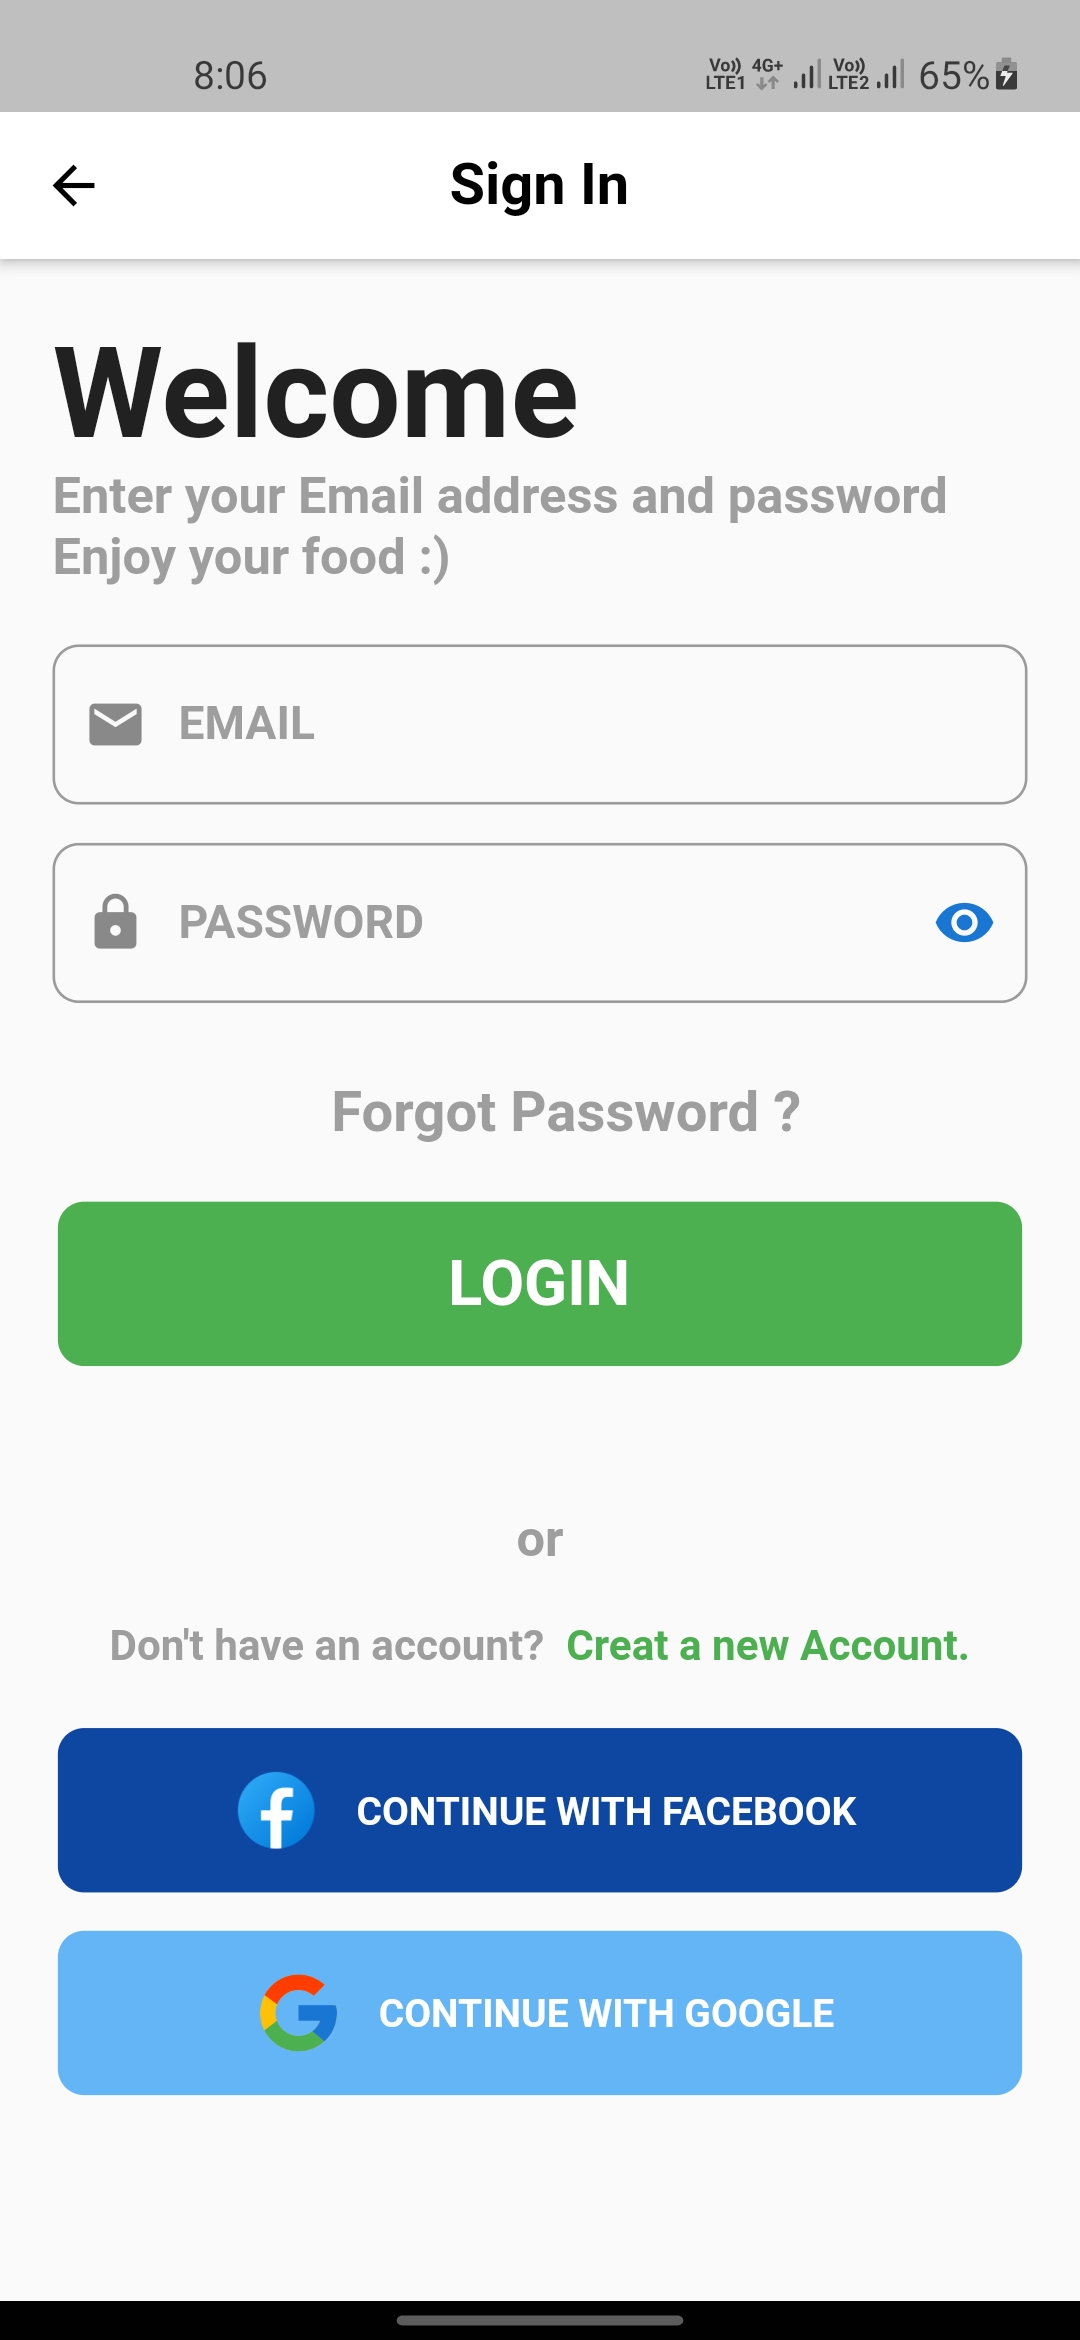 8:06 Vo)) LTE1 4G+ Vo)) LTE2 65%
Sign In
Welcome
Enter your Email address and password
Enjoy your food :)
EMAIL
PASSWORD
Forgot Password ?
LOGIN
or
Don't have an account? Creat a new Account.
CONTINUE WITH FACEBOOK
CONTINUE WITH GOOGLE